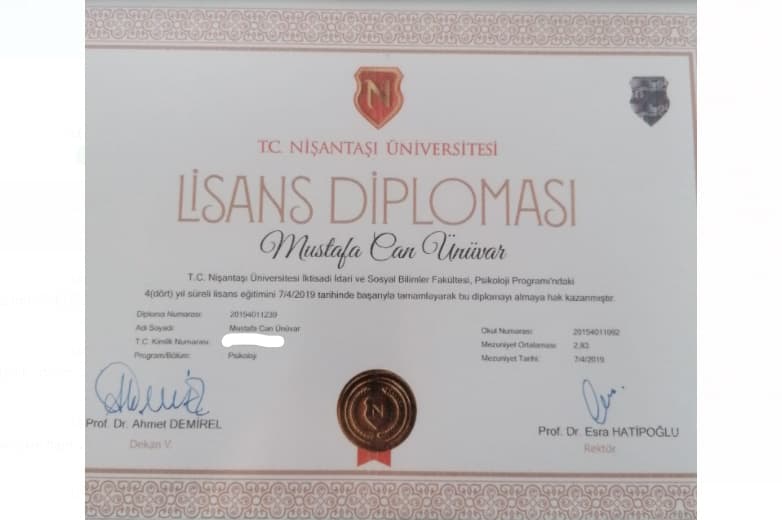 N
T.C. NİŞANTAŞI ÜNİVERSİTESİ
LİSANS DİPLOMASI
Mustafa Can Ünüvar
T.C. Nişantaşı Üniversitesi İktisadi İdari ve Sosyal Bilimler Fakültesi, Psikoloji Programı'ndaki
4(dört) yıl süreli lisans eğitimini 7/4/2019 tarihinde başarıyla tamamlayarak bu diplomayı almaya hak kazanmıştır.
Diploma Numarası: 20154011239
Adı Soyadı: Mustafa Can Ünüvar
T.C. Kimlik Numarası:
Program/Bölüm: Psikoloji
Okul Numarası: 20154011092
Mezuniyet Ortalaması: 2,83
Mezuniyet Tarihi: 7/4/2019
Prof. Dr. Ahmet DEMİREL
Dekan V.
N
Prof. Dr. Esra HATİPOĞLU
Rektör